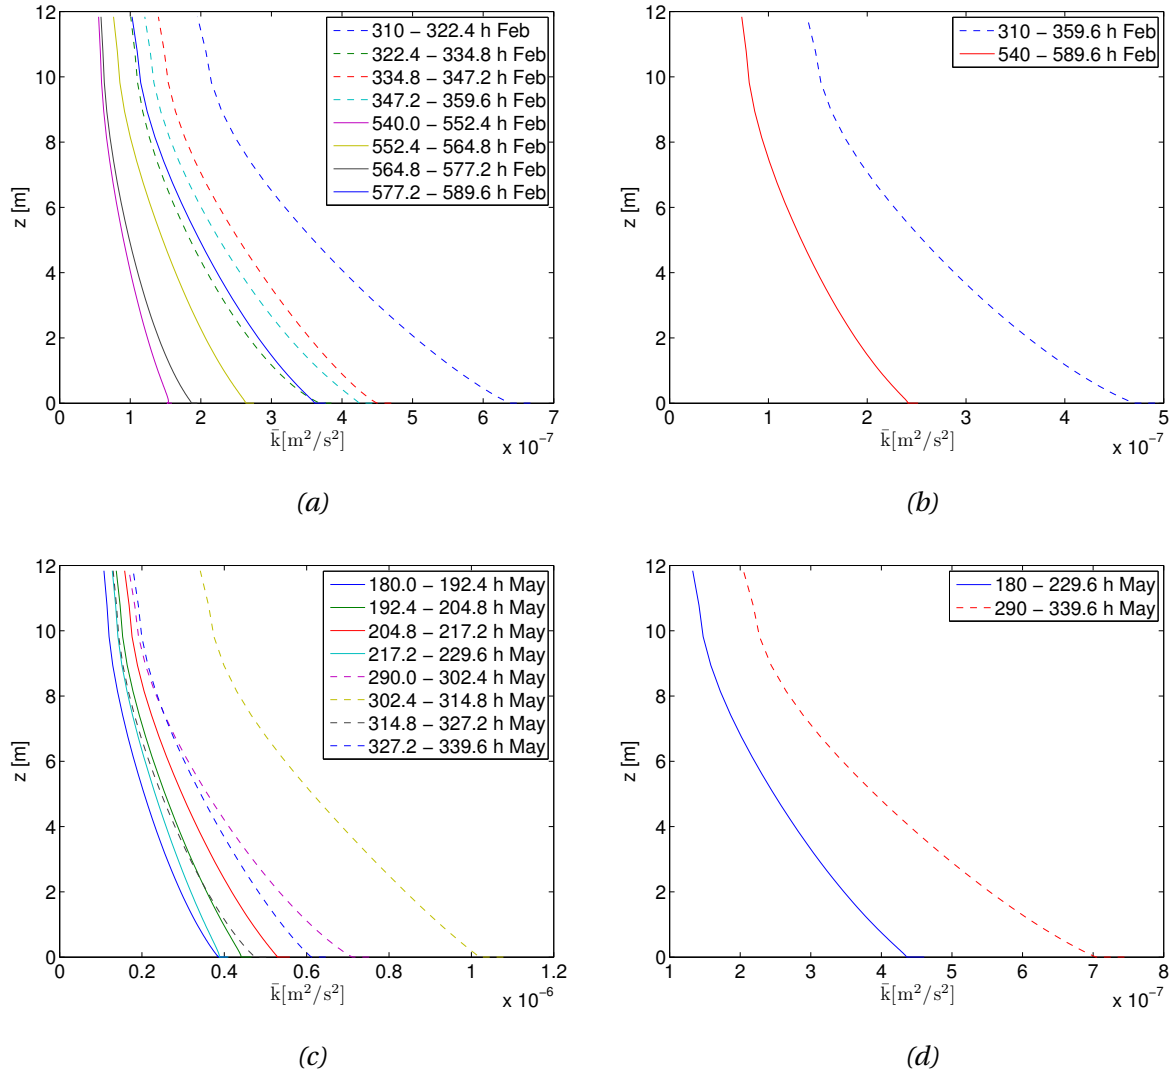 12
10
8
6
4
2
0
z [m]
310 – 322.4 h Feb
322.4 – 334.8 h Feb
334.8 – 347.2 h Feb
347.2 – 359.6 h Feb
540.0 – 552.4 h Feb
552.4 – 564.8 h Feb
564.8 – 577.2 h Feb
577.2 – 589.6 h Feb
0 1 2 3 4 5 6 7
k̄[m²/s²]
x 10⁻⁷
(a)
12
10
8
6
4
2
0
z [m]
310 – 359.6 h Feb
540 – 589.6 h Feb
0 1 2 3 4 5
k̄[m²/s²]
x 10⁻⁷
(b)
12
10
8
6
4
2
0
z [m]
180.0 – 192.4 h May
192.4 – 204.8 h May
204.8 – 217.2 h May
217.2 – 229.6 h May
290.0 – 302.4 h May
302.4 – 314.8 h May
314.8 – 327.2 h May
327.2 – 339.6 h May
0 0.2 0.4 0.6 0.8 1 1.2
k̄[m²/s²]
x 10⁻⁶
(c)
12
10
8
6
4
2
0
z [m]
180 – 229.6 h May
290 – 339.6 h May
1 2 3 4 5 6 7 8
k̄[m²/s²]
x 10⁻⁷
(d)